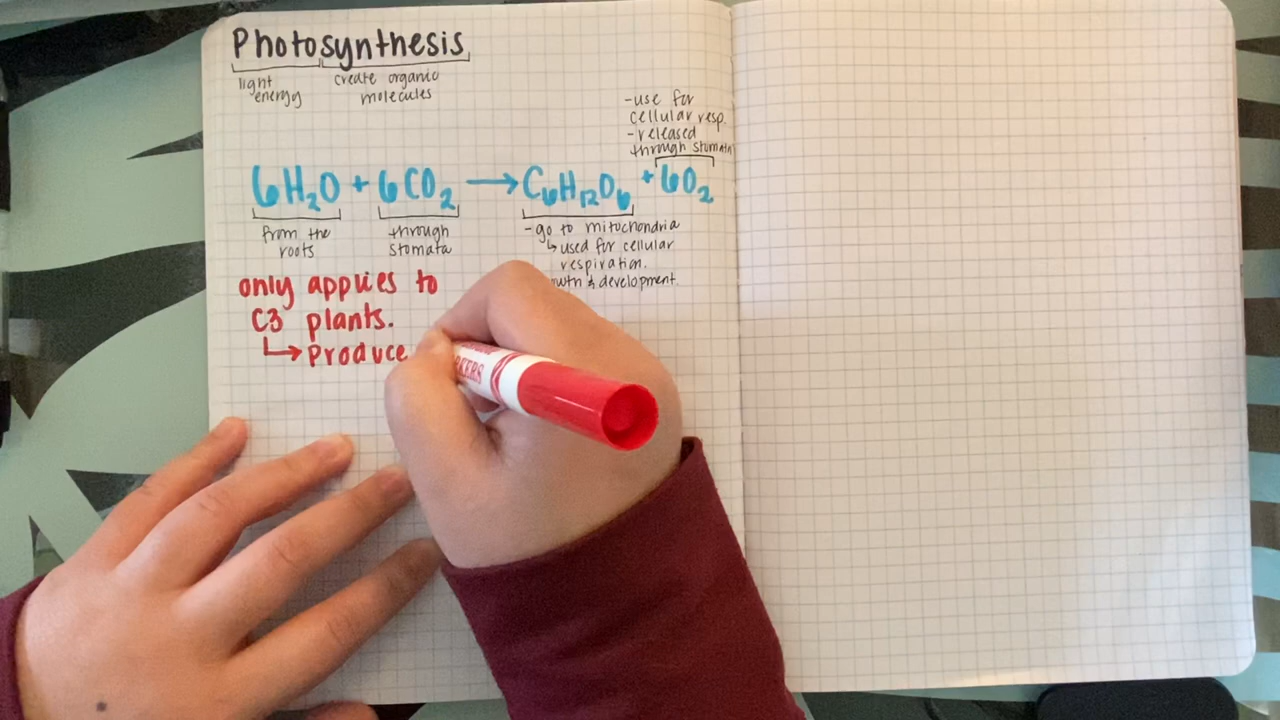 Photosynthesis
light energy
create organic molecules
-use for
cellular resp.
-released
through stomata
6H2O + 6CO2 → C6H12O6 + 6O2
from the roots
through stomata
-go to mitochondria
↳ used for cellular
respiration.
& development
only applies to
C3 plants.
↳ Produce